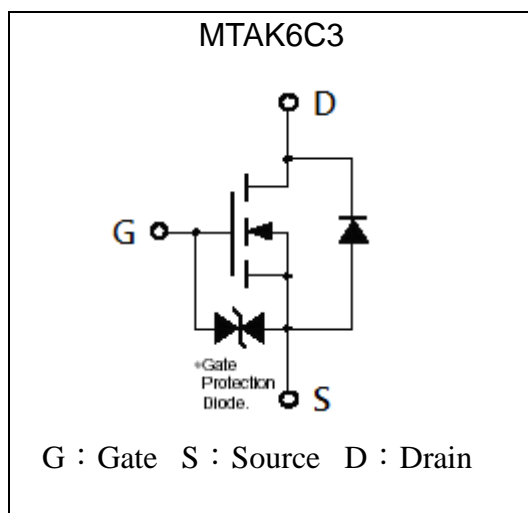 MTAK6C3
D
G
*Gate
Protection
Diode.
S
G：Gate S：Source D：Drain